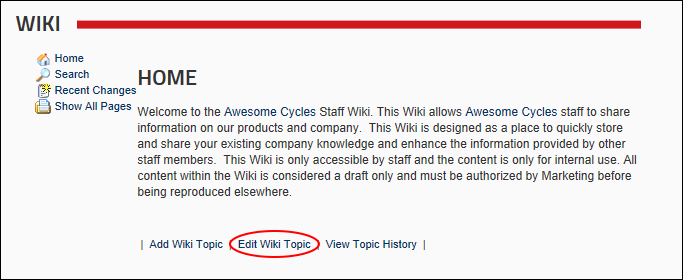 WIKI
Home
Search
Recent Changes
Show All Pages
HOME
Welcome to the Awesome Cycles Staff Wiki. This Wiki allows Awesome Cycles staff to share
information on our products and company.  This Wiki is designed as a place to quickly store
and share your existing company knowledge and enhance the information provided by other
staff members.  This Wiki is only accessible by staff and the content is only for internal use. All
content within the Wiki is considered a draft only and must be authorized by Marketing before
being reproduced elsewhere.
| Add Wiki Topic | Edit Wiki Topic | View Topic History |